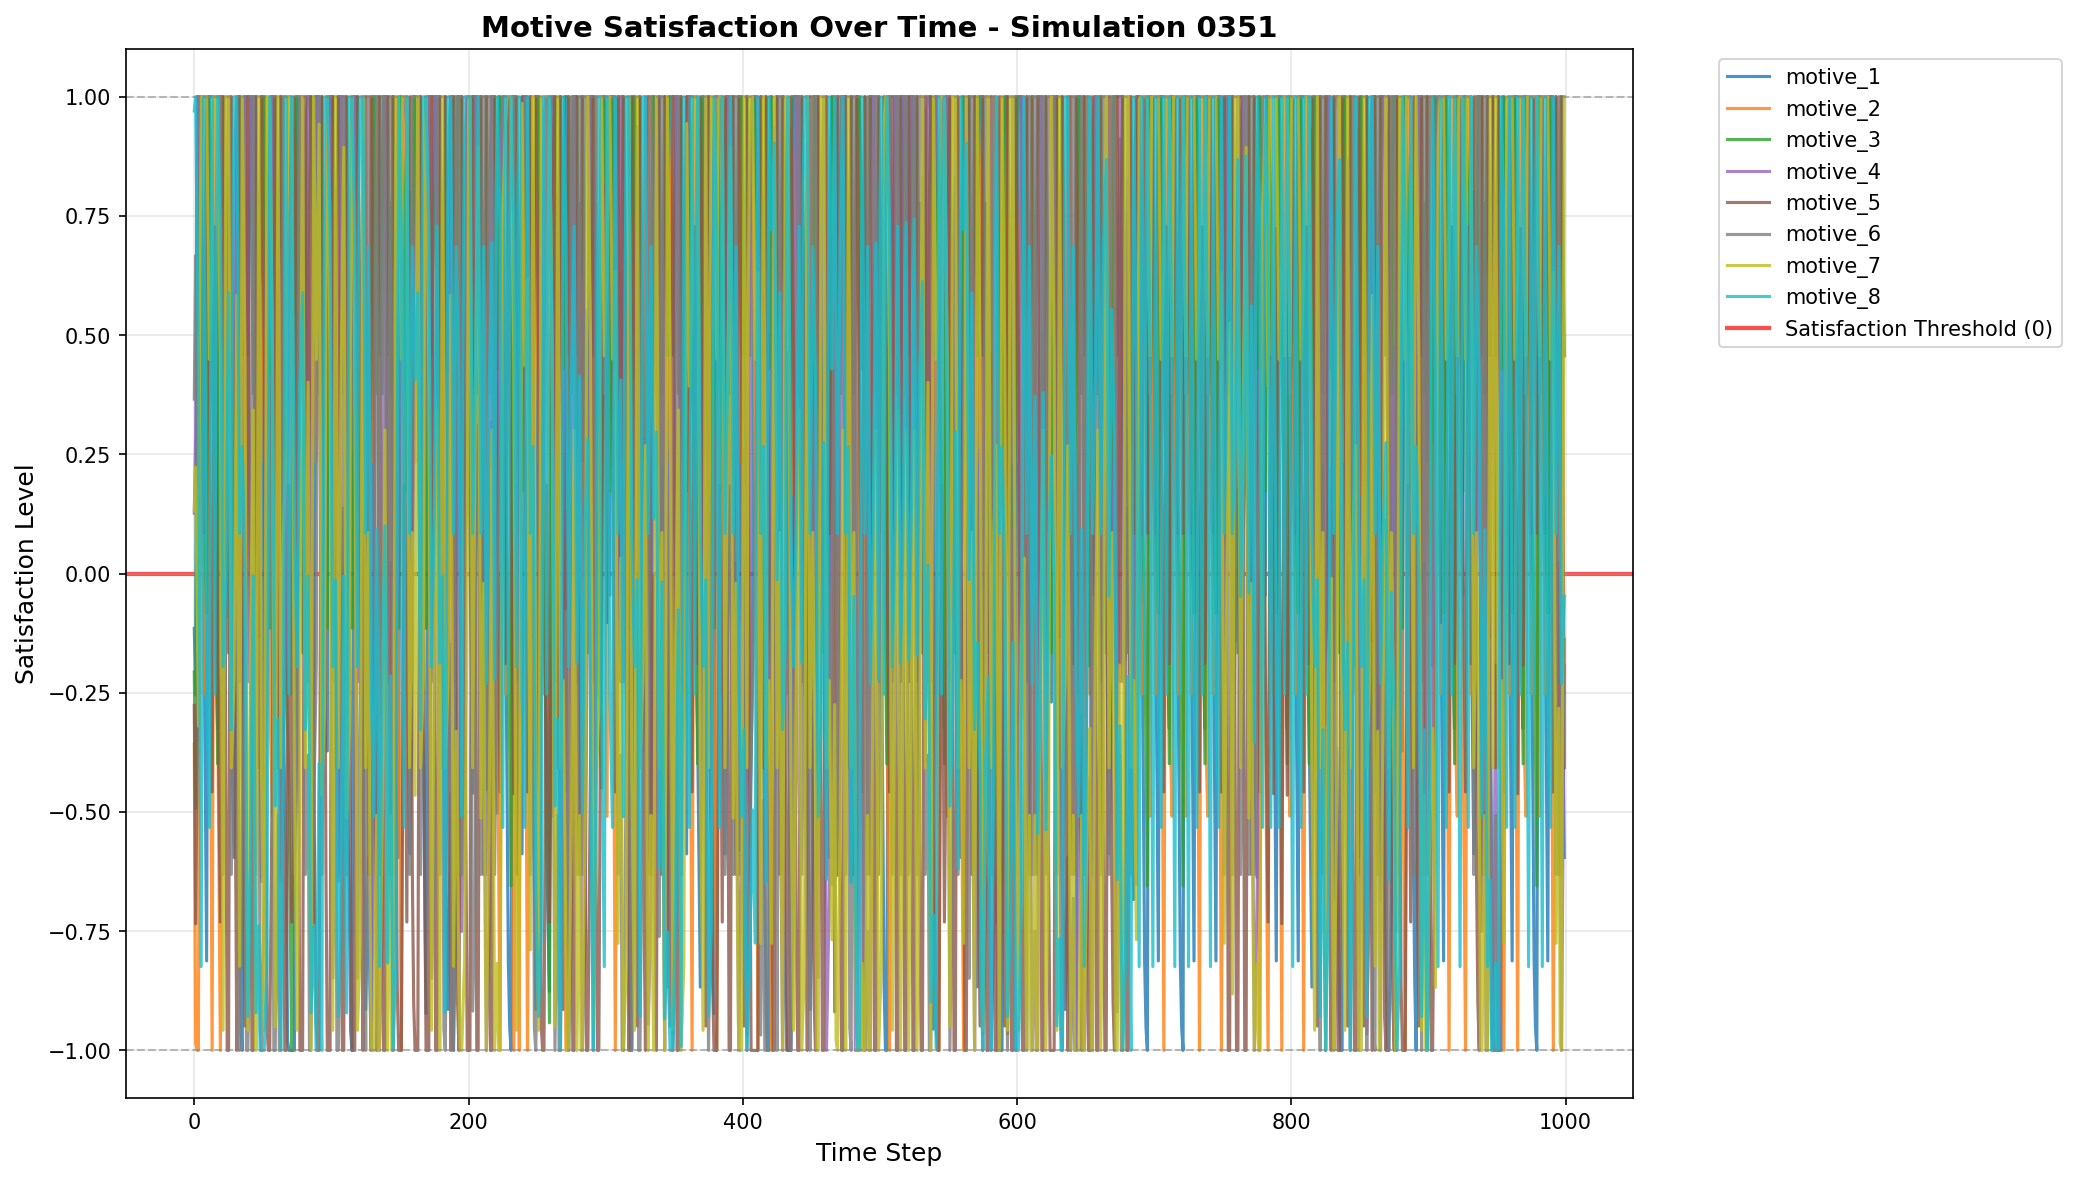 Motive Satisfaction Over Time - Simulation 0351
1.00
0.75
0.50
0.25
0.00
−0.25
−0.50
−0.75
−1.00
Satisfaction Level
0
200
400
600
800
1000
Time Step
motive_1
motive_2
motive_3
motive_4
motive_5
motive_6
motive_7
motive_8
Satisfaction Threshold (0)